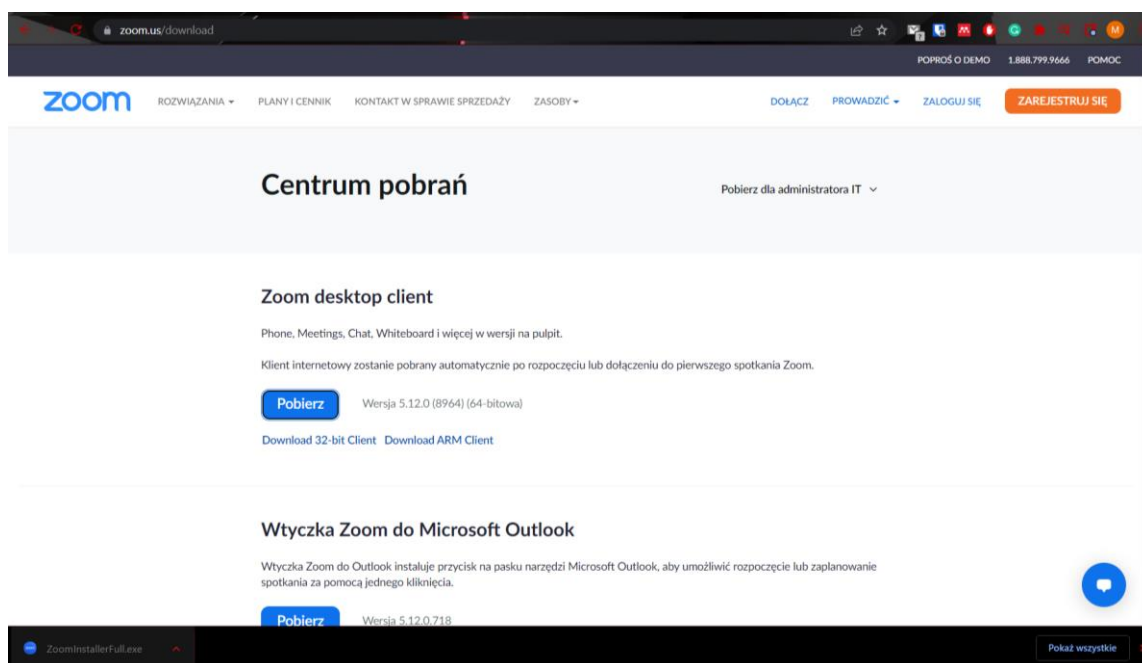 zoom.us/download
M
POPROŚ O DEMO 1.888.799.9666 POMOC
zoom ROZWIĄZANIA PLANY I CENNIK KONTAKT W SPRAWIE SPRZEDAŻY ZASOBY DOŁĄCZ PROWADZIĆ ZALOGUJ SIĘ ZAREJESTRUJ SIĘ
Centrum pobrań Pobierz dla administratora IT
Zoom desktop client
Phone, Meetings, Chat, Whiteboard i więcej w wersji na pulpit.
Klient internetowy zostanie pobrany automatycznie po rozpoczęciu lub dołączeniu do pierwszego spotkania Zoom.
Pobierz Wersja 5.12.0 (8964) (64-bitowa)
Download 32-bit Client Download ARM Client
Wtyczka Zoom do Microsoft Outlook
Wtyczka Zoom do Outlook instaluje przycisk na pasku narzędzi Microsoft Outlook, aby umożliwić rozpoczęcie lub zaplanowanie
spotkania za pomocą jednego kliknięcia.
Pobierz Wersja 5.12.0.718
ZoomInstallerFull.exe Pokaż wszystkie